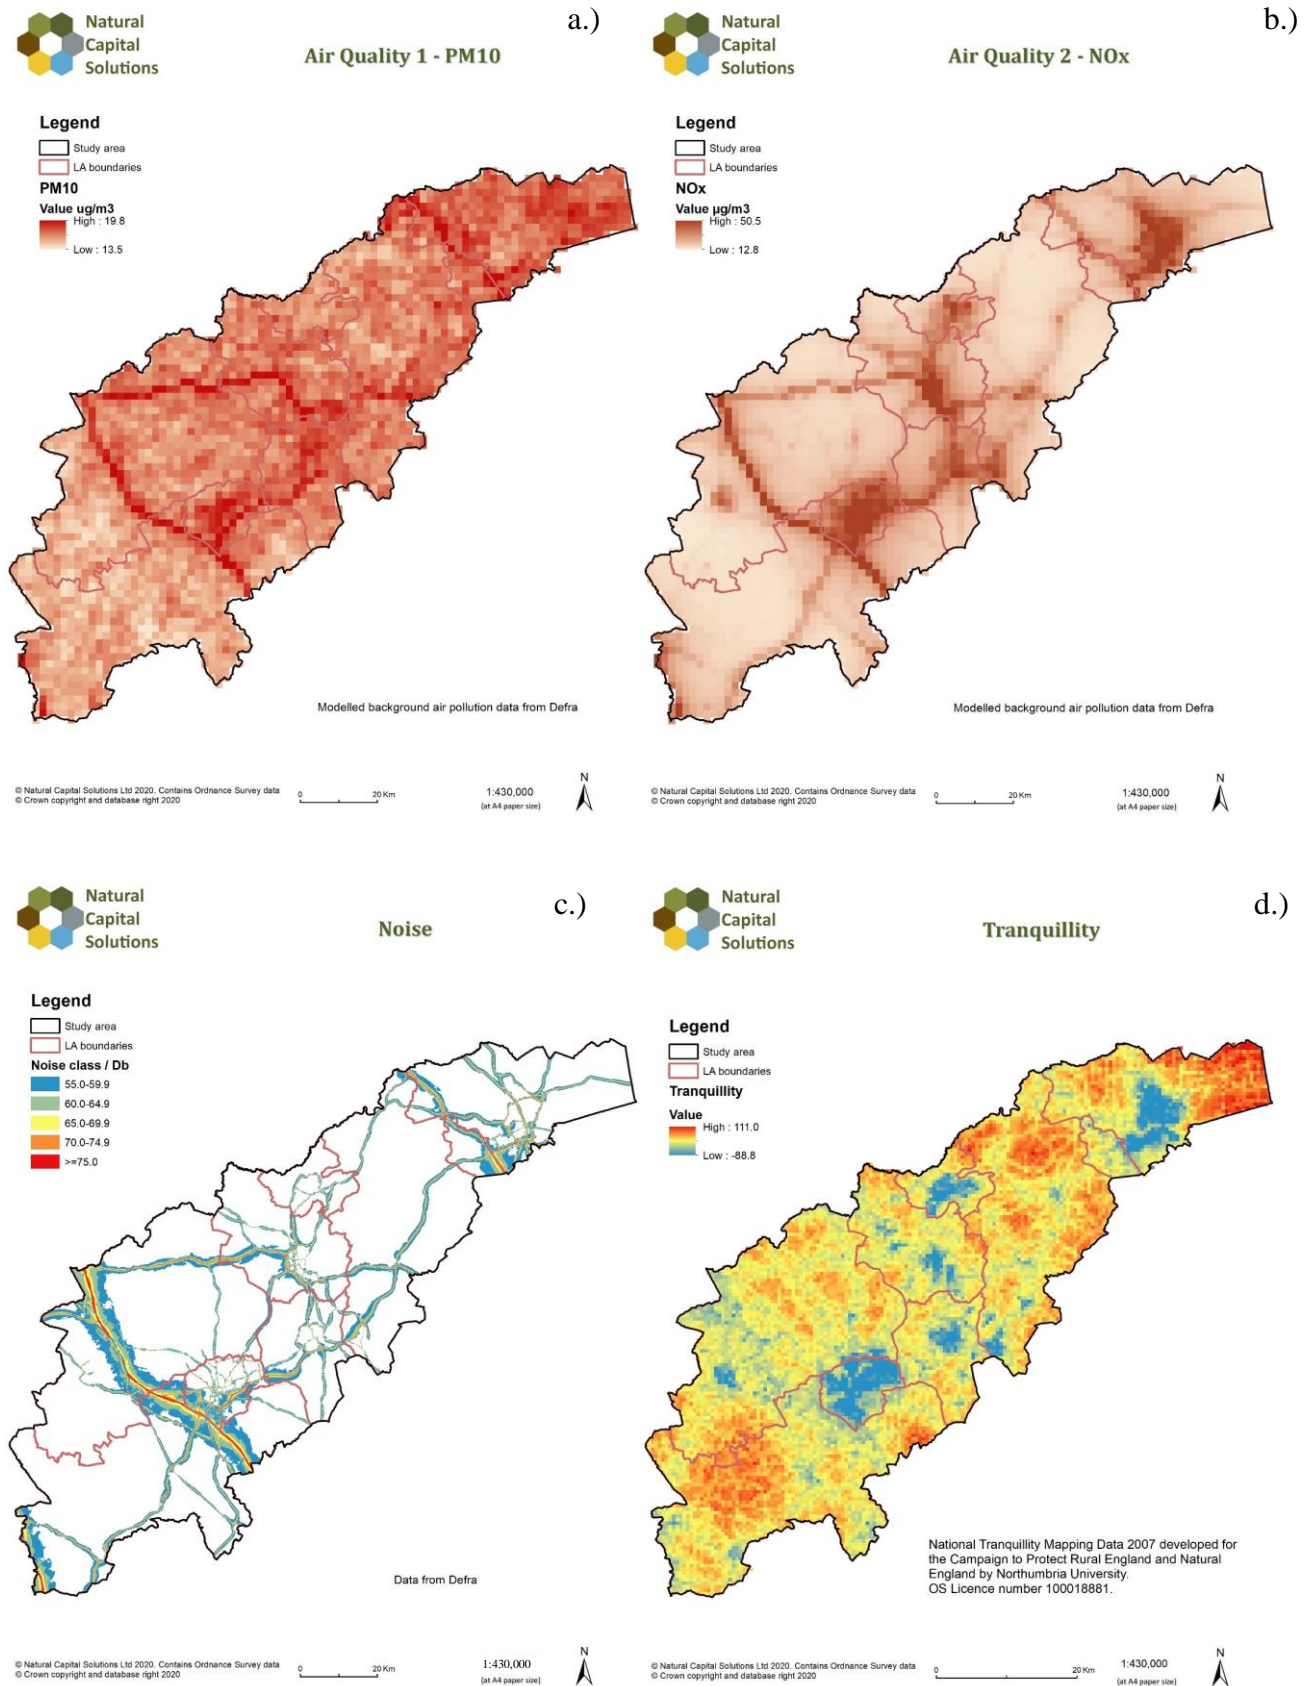 Natural
Capital
Solutions
a.)
Air Quality 1 - PM10
Legend
Study area
LA boundaries
PM10
Value ug/m3
High : 19.8
Low : 13.5
Modelled background air pollution data from Defra
© Natural Capital Solutions Ltd 2020. Contains Ordnance Survey data
© Crown copyright and database right 2020
0 20 Km
1:430,000
(at A4 paper size)
N
Natural
Capital
Solutions
b.)
Air Quality 2 - NOx
Legend
Study area
LA boundaries
NOx
Value µg/m3
High : 50.5
Low : 12.8
Modelled background air pollution data from Defra
© Natural Capital Solutions Ltd 2020. Contains Ordnance Survey data
© Crown copyright and database right 2020
0 20 Km
1:430,000
(at A4 paper size)
N
Natural
Capital
Solutions
c.)
Noise
Legend
Study area
LA boundaries
Noise class / Db
55.0-59.9
60.0-64.9
65.0-69.9
70.0-74.9
>=75.0
Data from Defra
© Natural Capital Solutions Ltd 2020. Contains Ordnance Survey data
© Crown copyright and database right 2020
0 20 Km
1:430,000
(at A4 paper size)
N
Natural
Capital
Solutions
d.)
Tranquillity
Legend
Study area
LA boundaries
Tranquillity
Value
High : 111.0
Low : -88.8
National Tranquillity Mapping Data 2007 developed for
the Campaign to Protect Rural England and Natural
England by Northumbria University.
OS Licence number 100018881.
© Natural Capital Solutions Ltd 2020. Contains Ordnance Survey data
© Crown copyright and database right 2020
0 20 Km
1:430,000
(at A4 paper size)
N